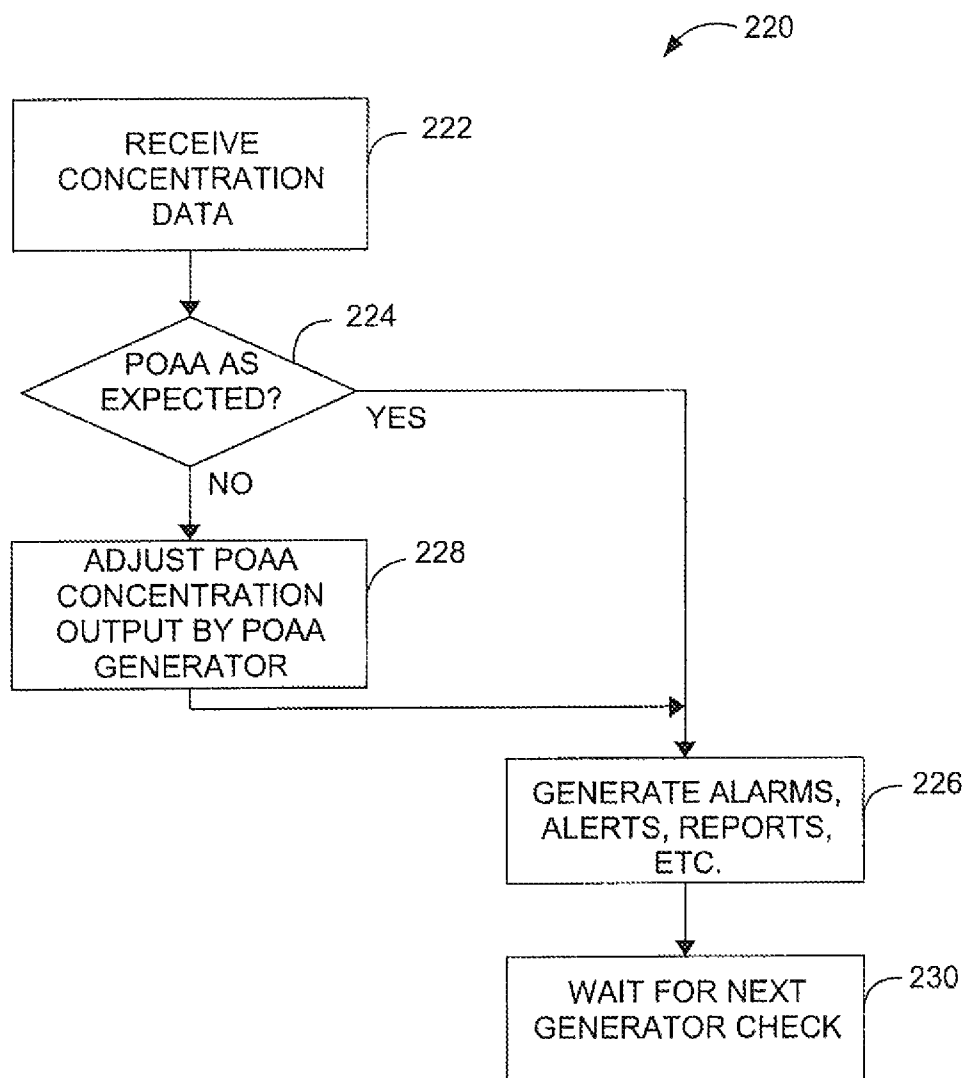 220
RECEIVE
CONCENTRATION
DATA
222
POAA AS
EXPECTED?
224
YES
NO
ADJUST POAA
CONCENTRATION
OUTPUT BY POAA
GENERATOR
228
GENERATE ALARMS,
ALERTS, REPORTS,
ETC.
226
WAIT FOR NEXT
GENERATOR CHECK
230